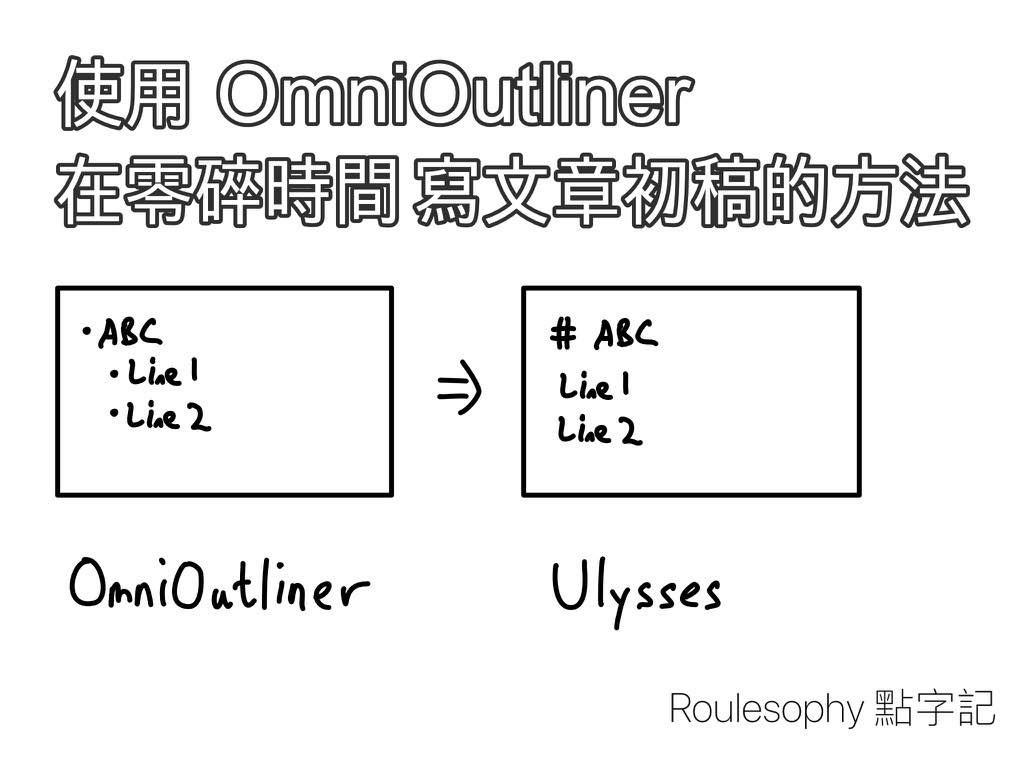 使用 OmniOutliner
在零碎時間 寫文章初稿的方法
• ABC
• Line 1
• Line 2
⇒
# ABC
Line 1
Line 2
OmniOutliner
Ulysses
Roulesophy 點字記